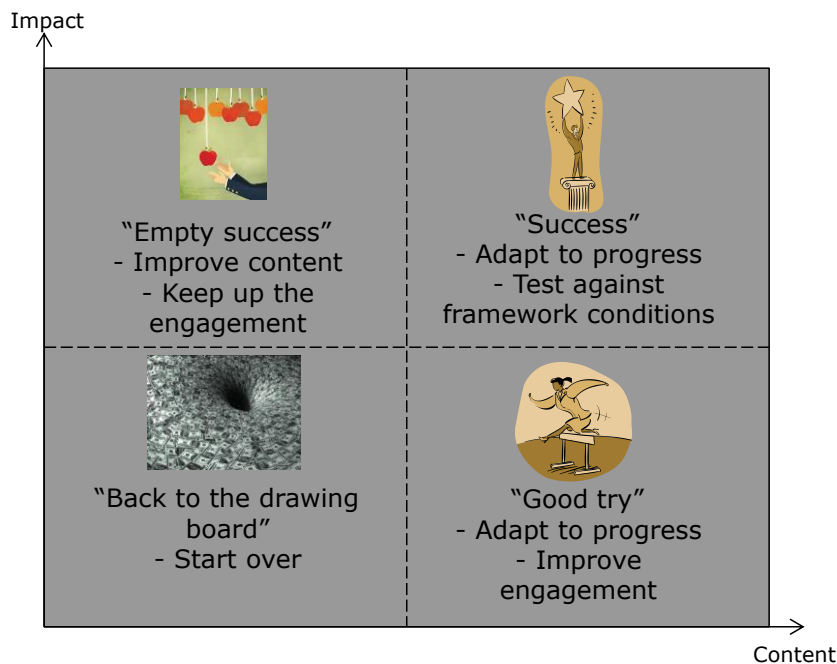 Impact
“Empty success”
- Improve content
- Keep up the
engagement
“Success”
- Adapt to progress
- Test against
framework conditions
“Back to the drawing
board”
- Start over
“Good try”
- Adapt to progress
- Improve
engagement
Content